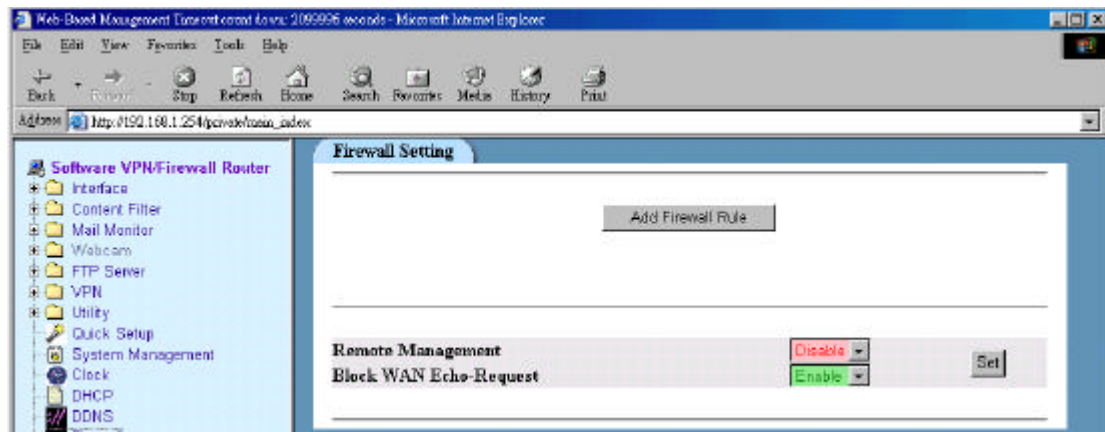 Web-Based Management Timeout count down: 2099996 seconds - Microsoft Internet Explorer
File Edit View Favorites Tools Help
Back Forward Stop Refresh Home Search Favorites Media History Print
Address http://192.168.1.254/private/main_index
Software VPN/Firewall Router
Interface
Content Filter
Mail Monitor
Webcam
FTP Server
VPN
Utility
Quick Setup
System Management
Clock
DHCP
DDNS
Firewall Setting
Add Firewall Rule
Remote Management Disable
Block WAN Echo-Request Enable
Set